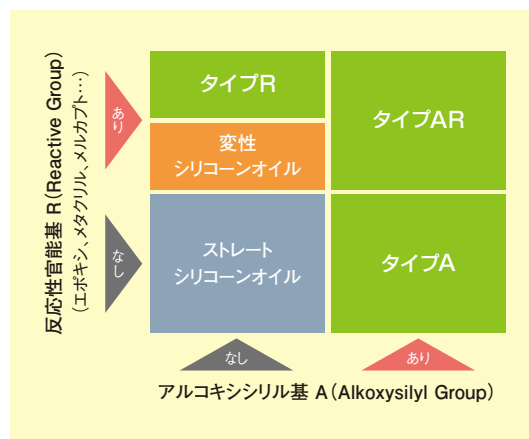 反応性官能基 R(Reactive Group)
(エポキシ、メタクリル、メルカプト…)
あり
なし
タイプR
タイプAR
変性
シリコーンオイル
ストレート
シリコーンオイル
タイプA
なし
あり
アルコキシシリル基 A(Alkoxysilyl Group)